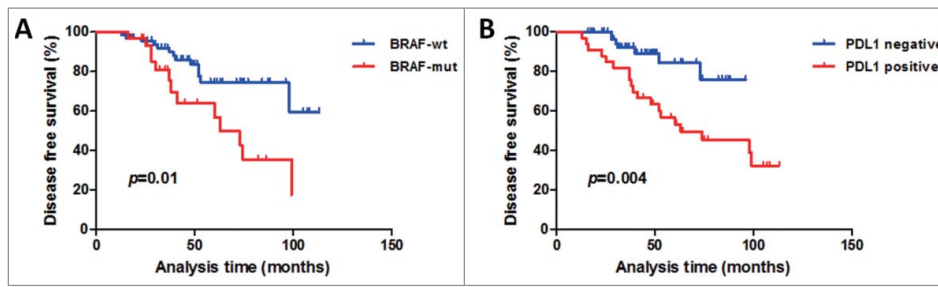 A
Disease free survival (%)
100
80
60
40
20
0
BRAF-wt
BRAF-mut
p=0.01
0 50 100 150
Analysis time (months)
B
Disease free survival (%)
100
80
60
40
20
0
PDL1 negative
PDL1 positive
p=0.004
0 50 100 150
Analysis time (months)